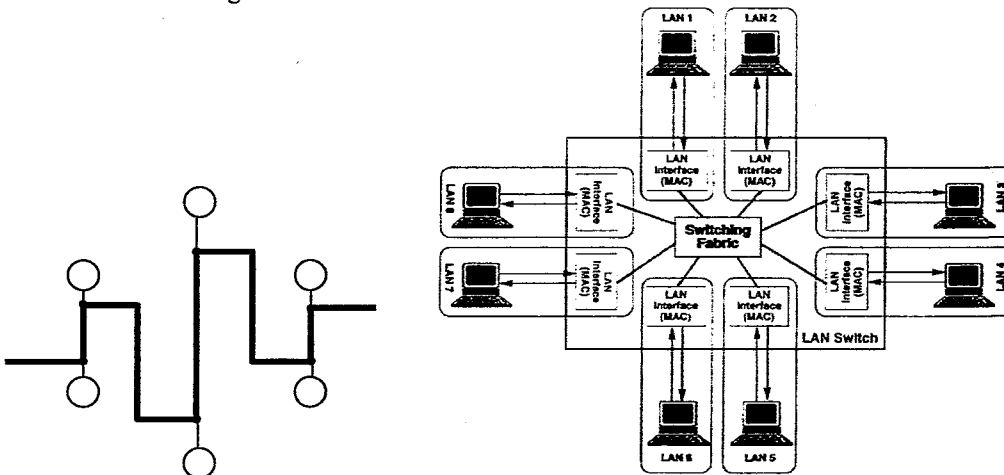 LAN 1
LAN 2
LAN
Interface
(MAC)
LAN
Interface
(MAC)
LAN 8
LAN
Interface
(MAC)
LAN
Interface
(MAC)
LAN 3
Switching
Fabric
LAN 7
LAN
Interface
(MAC)
LAN
Interface
(MAC)
LAN 4
LAN
Interface
(MAC)
LAN
Interface
(MAC)
LAN Switch
LAN 6
LAN 5